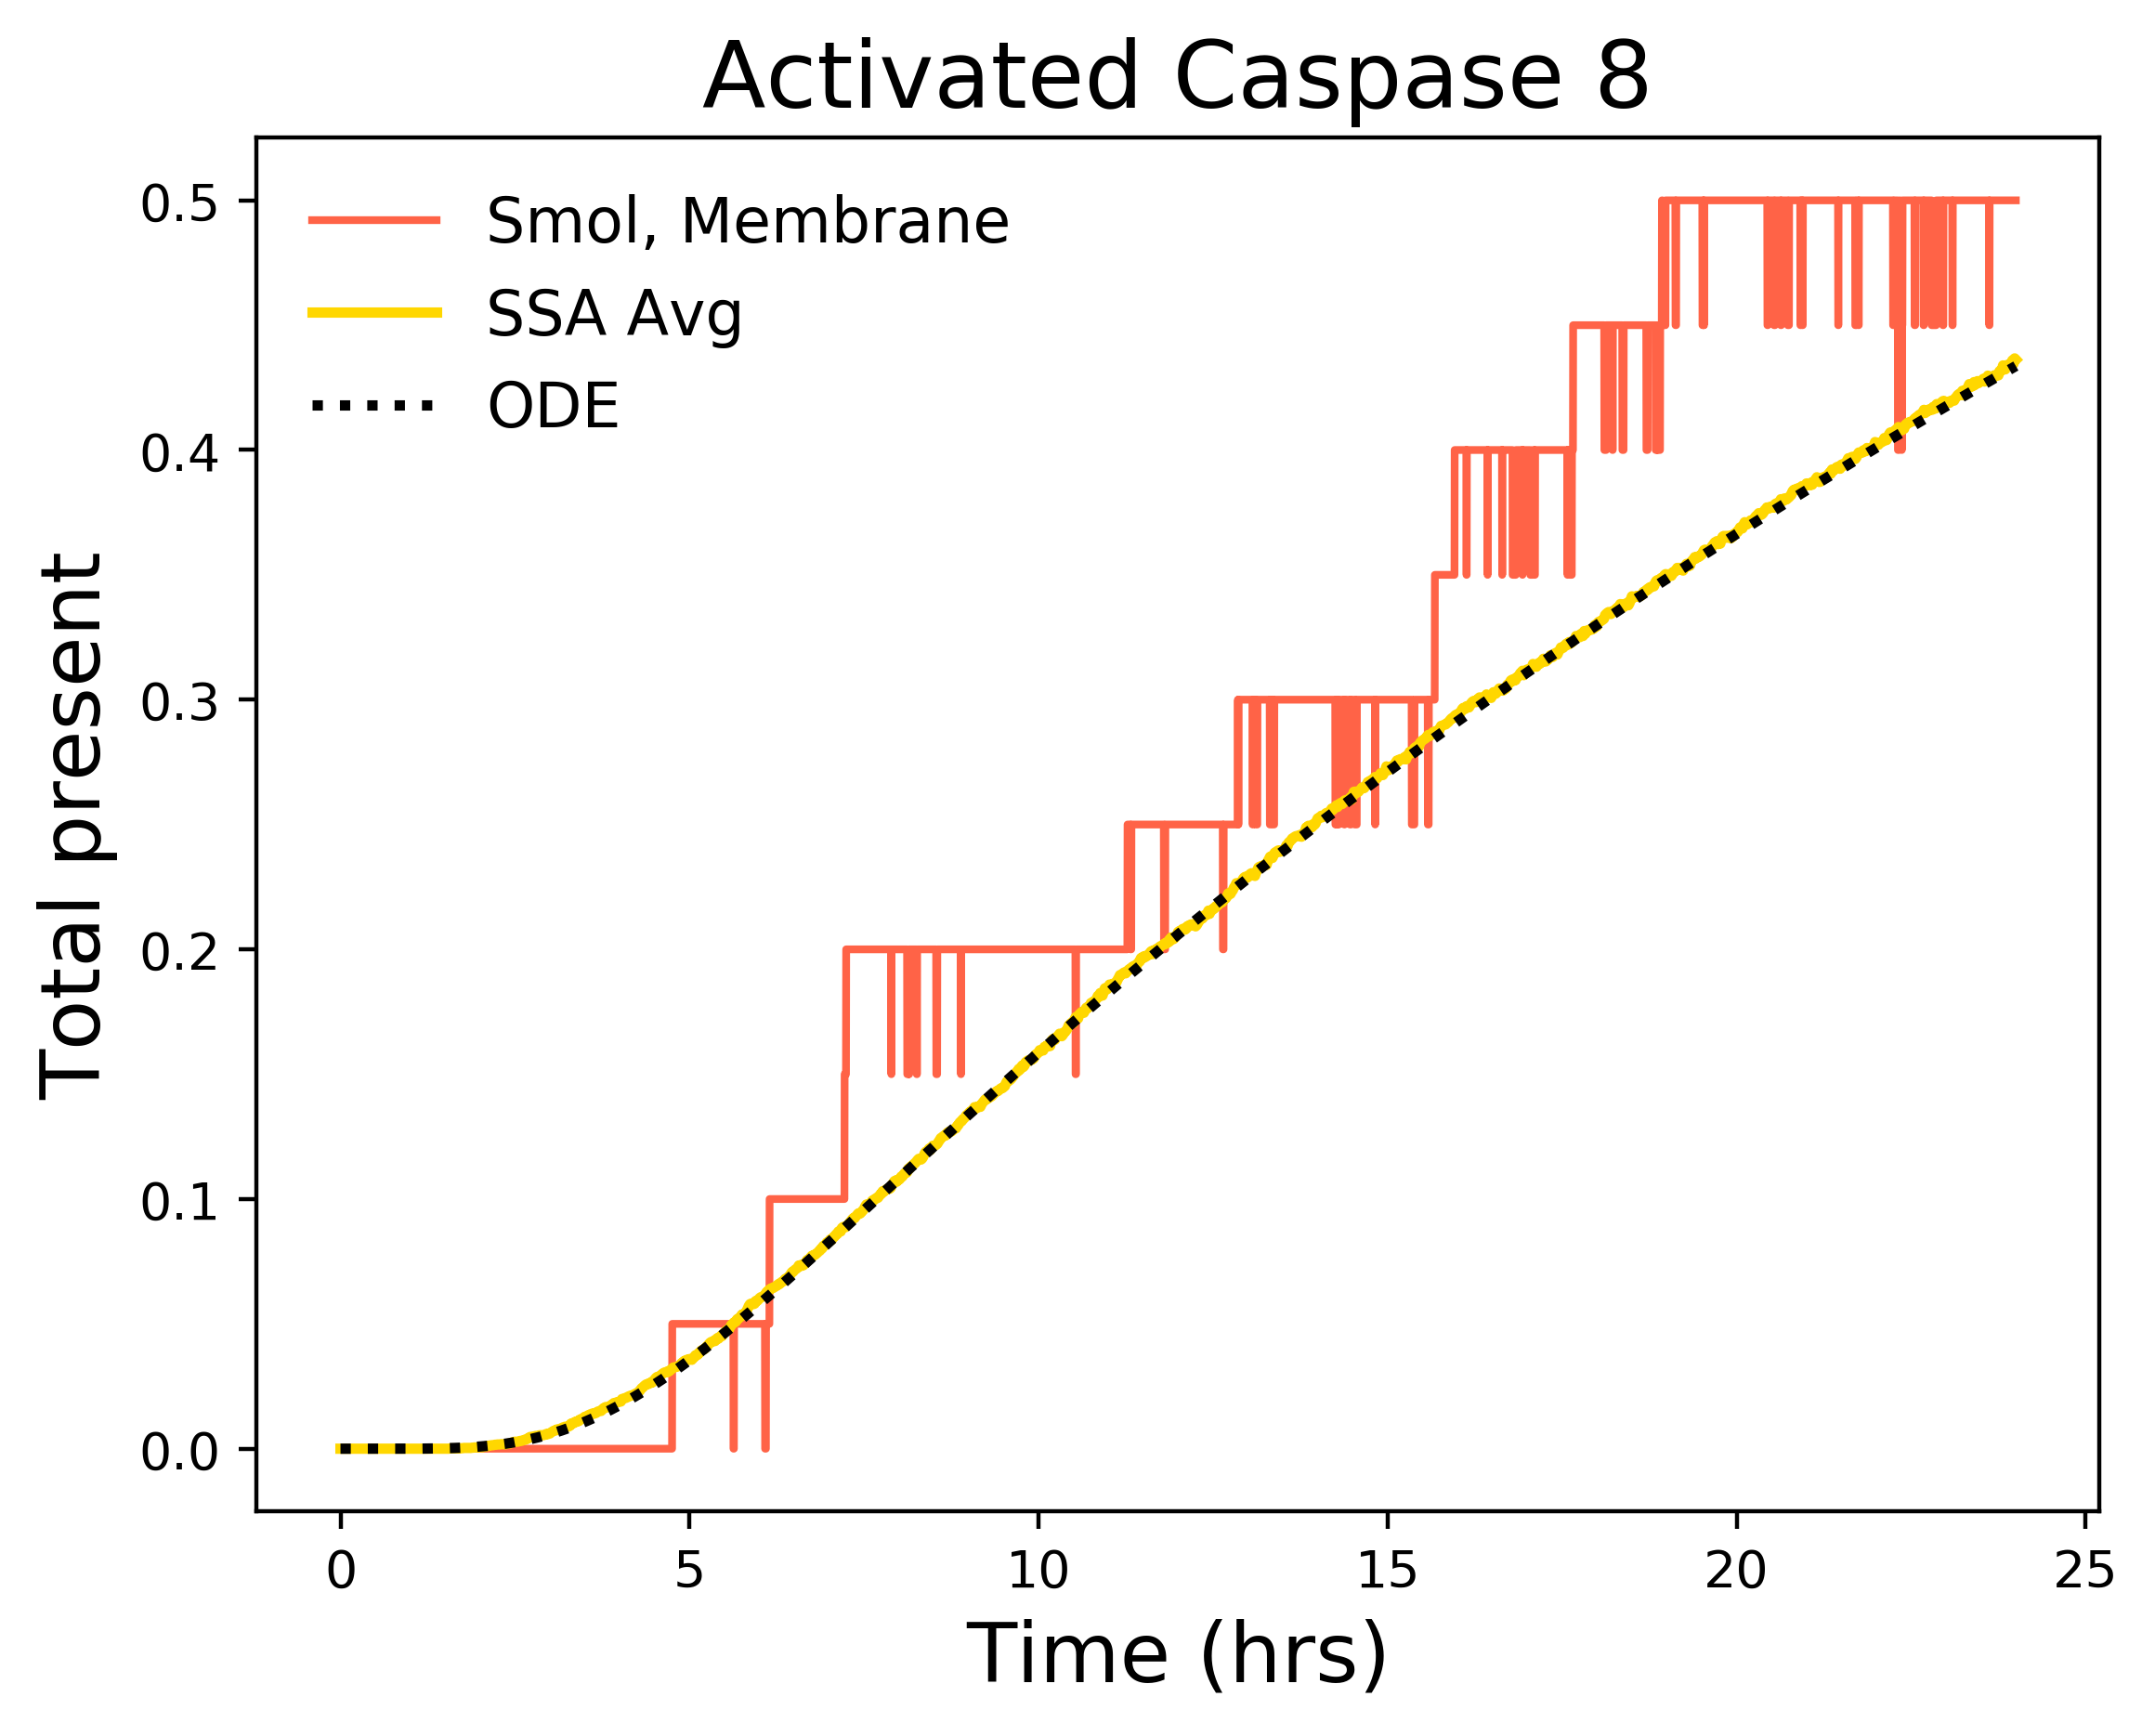 Activated Caspase 8
Smol, Membrane
SSA Avg
ODE
Total present
0.5
0.4
0.3
0.2
0.1
0.0
0 5 10 15 20 25
Time (hrs)